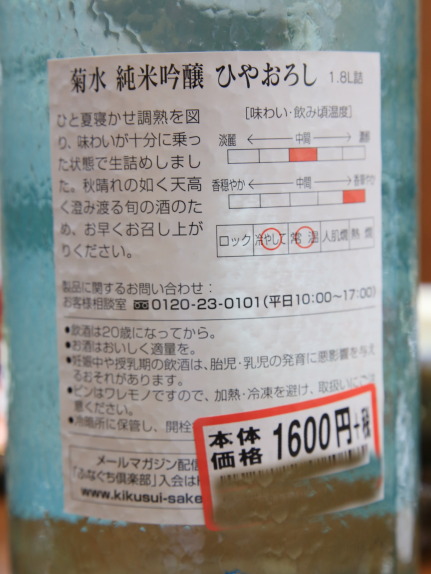 菊水 純米吟醸 ひやおろし 1.8L詰
ひと夏寝かせ調熟を図
り、味わいが十分に乗っ
た状態で生詰めしまし
た。秋晴れの如く天高
く澄み渡る旬の酒のた
め、お早くお召し上が
りください。
[味わい・飲み頃温度]
淡麗 中間 濃醇
香穏やか 中間 香華やか
ロック 冷やして 常温 人肌燗 熱燗
製品に関するお問い合わせ:
お客様相談室 0120-23-0101(平日10:00〜17:00)
●飲酒は20歳になってから。
●お酒はおいしく適量を。
●妊娠中や授乳期の飲酒は、胎児・乳児の発育に悪影響を与え
るおそれがあります。
●ビンはワレモノですので、加熱・冷凍を避け、取扱いにご
意ください。
●冷暗所に保管し、開栓
メールマガジン配信
「ふなぐち倶楽部」入会は
www.kikusui-sake
本体
価格 1600円+税